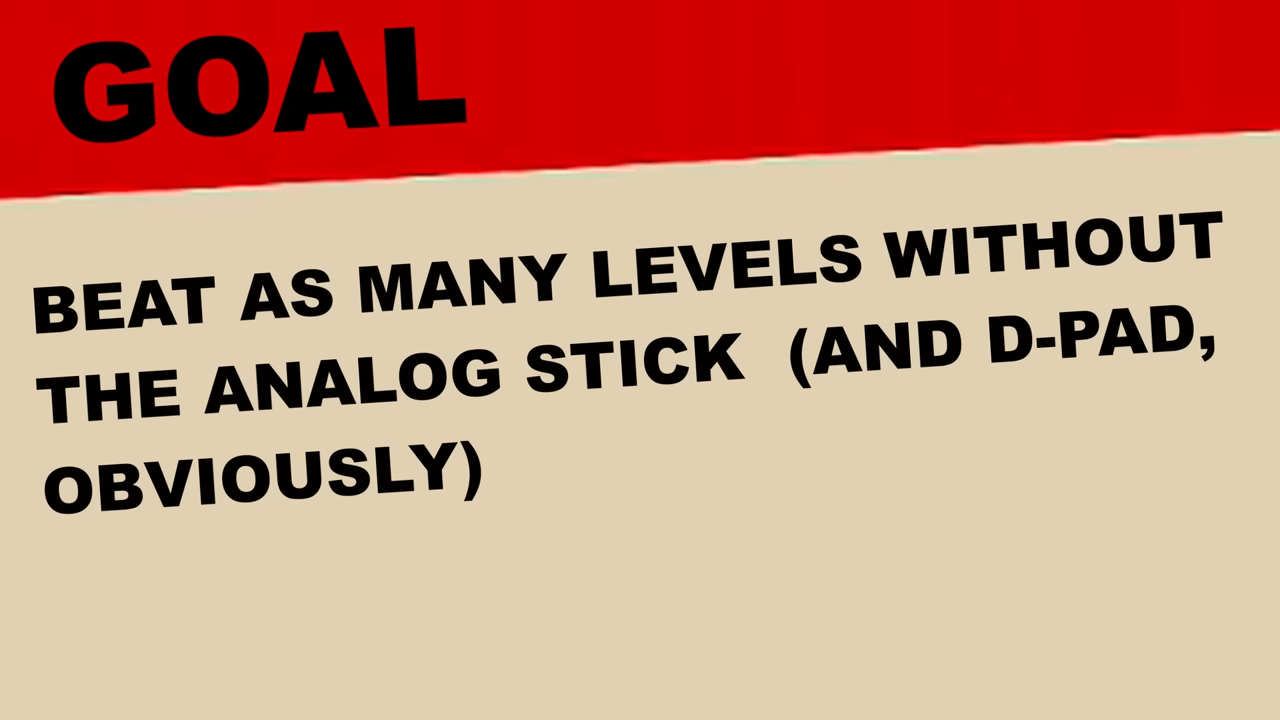 GOAL
BEAT AS MANY LEVELS WITHOUT
THE ANALOG STICK (AND D-PAD,
OBVIOUSLY)